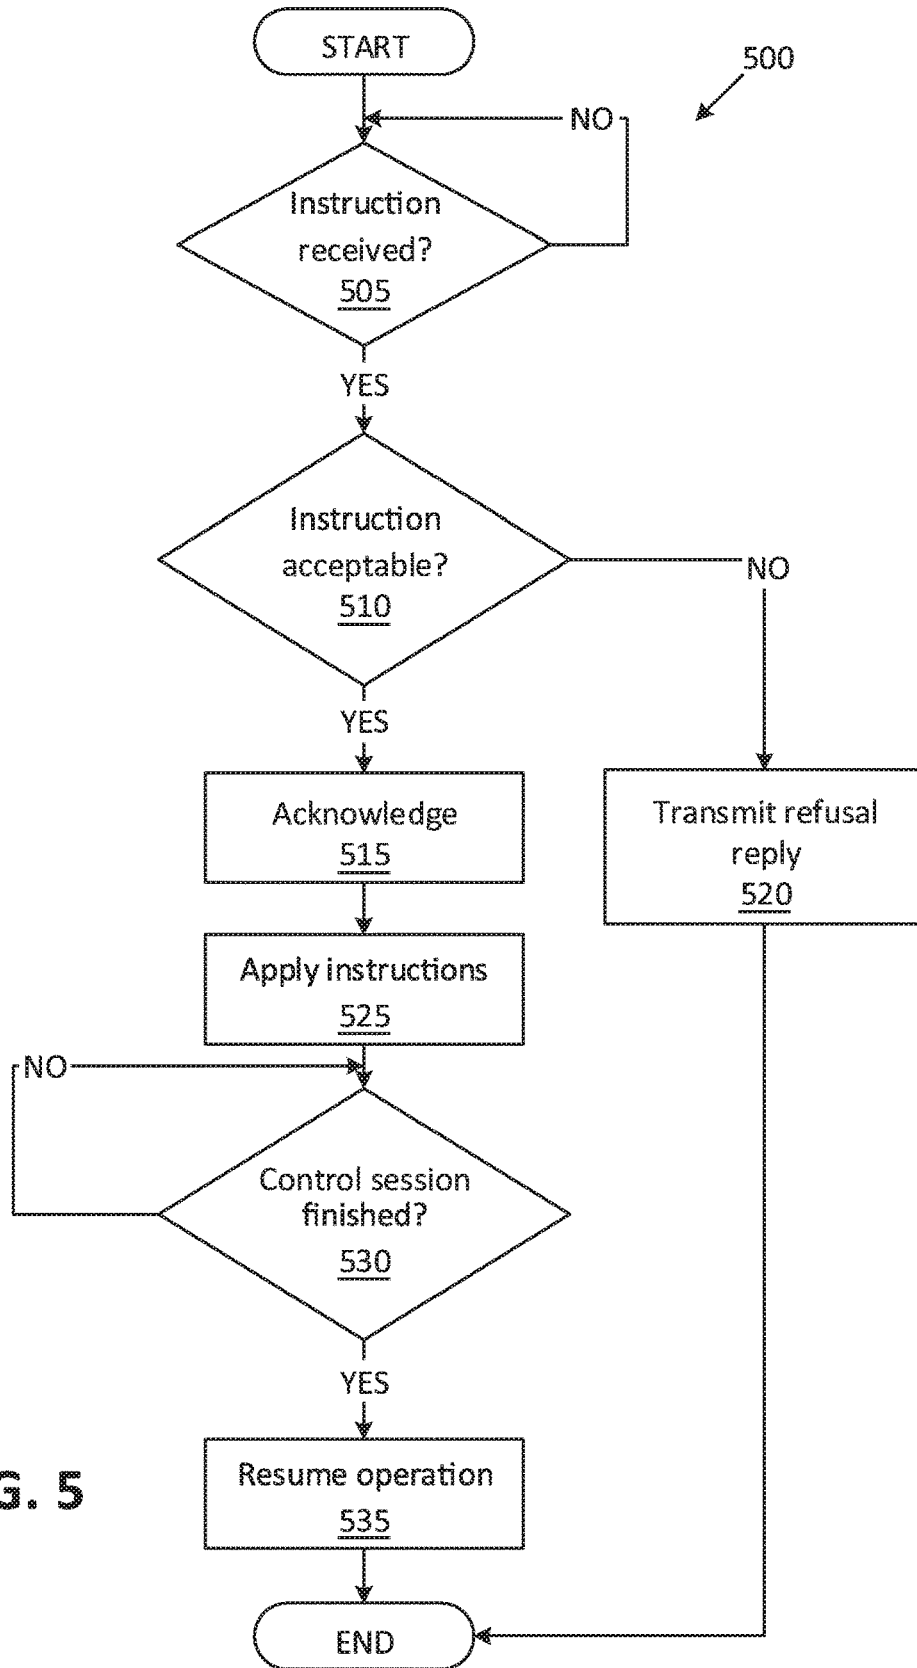 START
500
NO
Instruction
received?
505
YES
Instruction
acceptable?
510
NO
YES
Acknowledge
515
Transmit refusal
reply
520
Apply instructions
525
NO
Control session
finished?
530
YES
Resume operation
535
G. 5
END